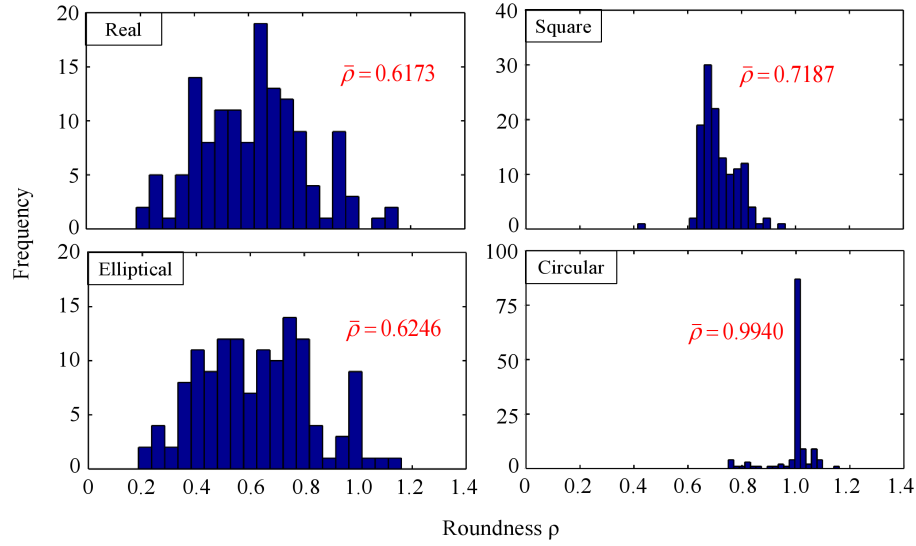 20
Real
15
10
5
0
ρ̄ = 0.6173
Square
40
30
20
10
0
ρ̄ = 0.7187
Frequency
20
Elliptical
15
10
5
0
ρ̄ = 0.6246
0 0.2 0.4 0.6 0.8 1.0 1.2 1.4
100
Circular
75
50
25
0
ρ̄ = 0.9940
0 0.2 0.4 0.6 0.8 1.0 1.2 1.4
Roundness ρ